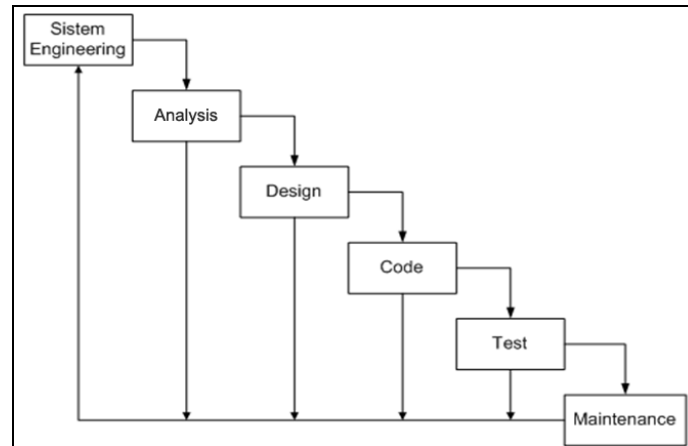 Sistem
Engineering
Analysis
Design
Code
Test
Maintenance